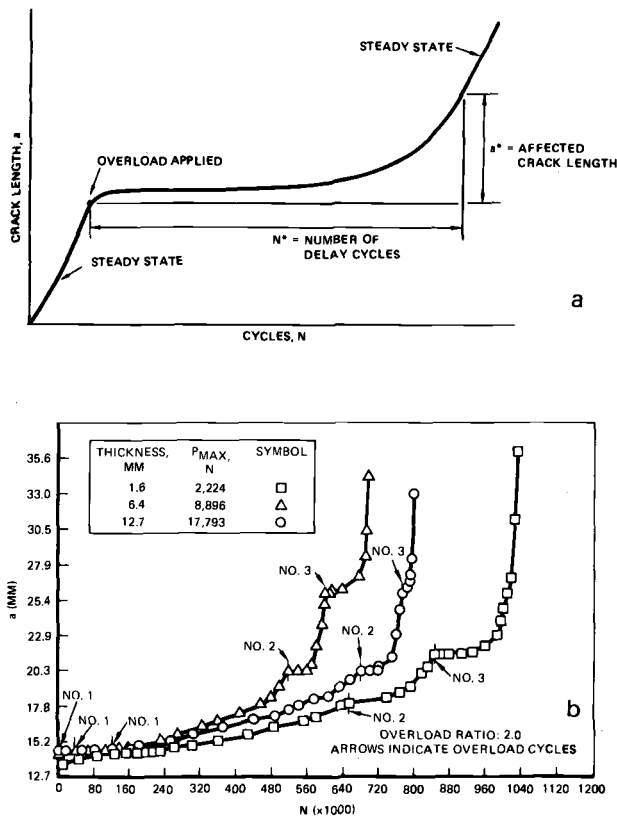 STEADY STATE
a* = AFFECTED
CRACK LENGTH
OVERLOAD APPLIED
CRACK LENGTH, a
N* = NUMBER OF
DELAY CYCLES
STEADY STATE
a
CYCLES, N
THICKNESS, MM PMAX, N SYMBOL
1.6 2,224
6.4 8,896
12.7 17,793
35.6
33.0
30.5
27.9
25.4
22.9
20.3
17.8
15.2
12.7
a (MM)
NO. 3
NO. 3
NO. 2
NO. 2
NO. 3
NO. 1
NO. 1
NO. 1
NO. 2
b
OVERLOAD RATIO: 2.0
ARROWS INDICATE OVERLOAD CYCLES
0 80 160 240 320 400 480 560 640 720 800 880 960 1040 1120 1200
N (×1000)